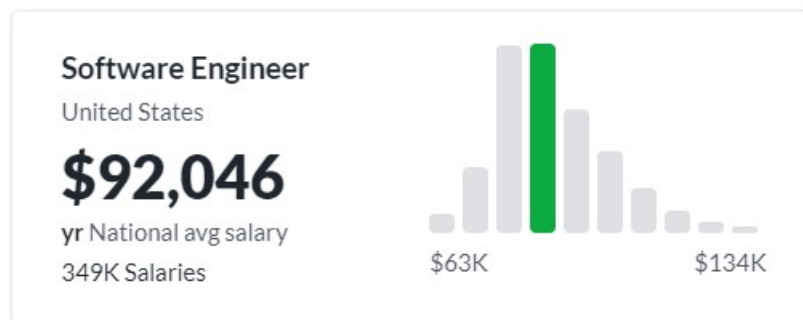 Software Engineer
United States
$92,046
yr National avg salary
349K Salaries
$63K
$134K